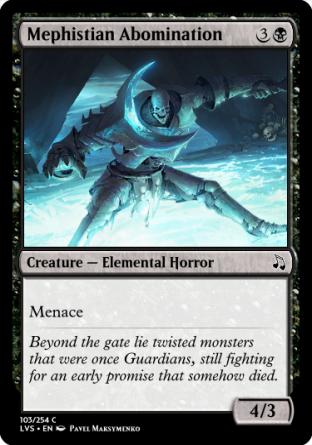 Mephistian Abomination 3
Creature — Elemental Horror
Menace
Beyond the gate lie twisted monsters
that were once Guardians, still fighting
for an early promise that somehow died.
4/3
103/254 C
LVS • EN Pavel Maksymenko